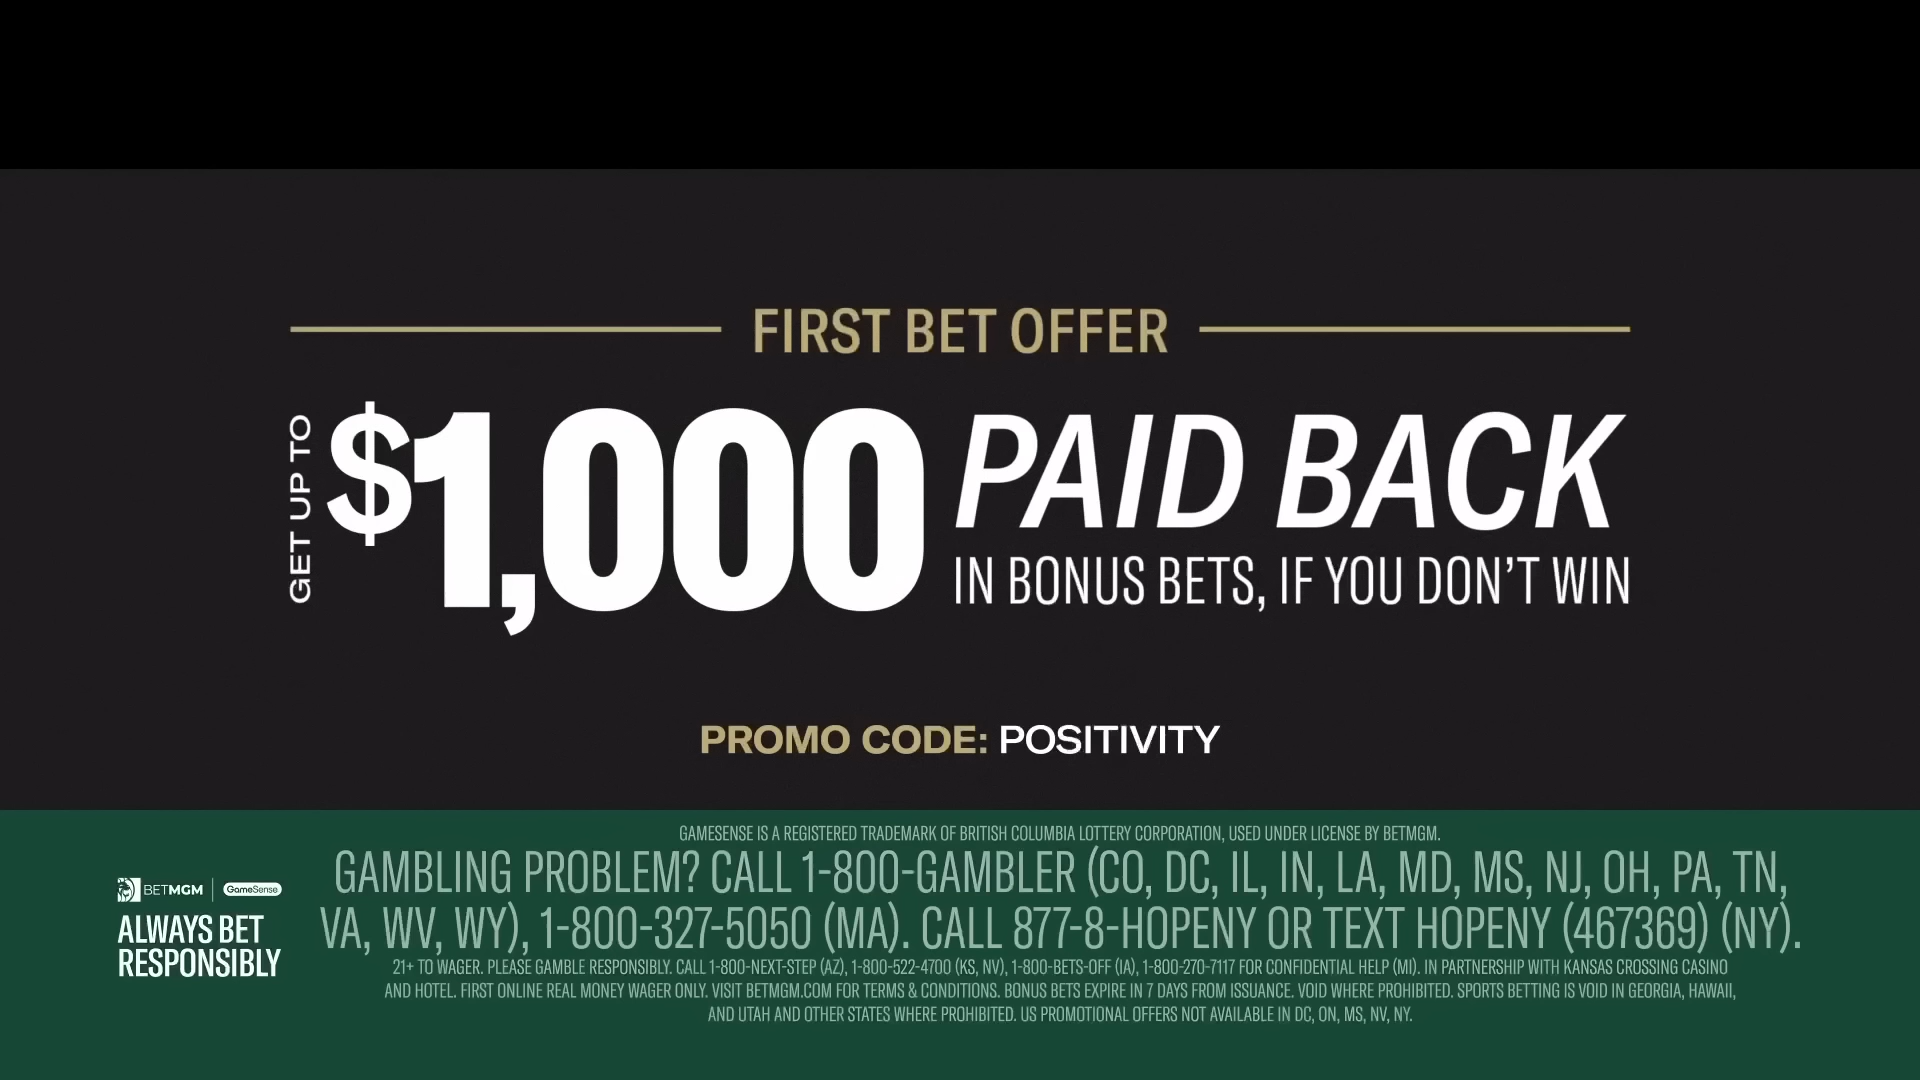 FIRST BET OFFER
GET UP TO
$1,000 PAID BACK
IN BONUS BETS, IF YOU DON'T WIN
PROMO CODE: POSITIVITY
BETMGM | GameSense
ALWAYS BET
RESPONSIBLY
GAMESENSE IS A REGISTERED TRADEMARK OF BRITISH COLUMBIA LOTTERY CORPORATION, USED UNDER LICENSE BY BETMGM.
GAMBLING PROBLEM? CALL 1-800-GAMBLER (CO, DC, IL, IN, LA, MD, MS, NJ, OH, PA, TN,
VA, WV, WY), 1-800-327-5050 (MA). CALL 877-8-HOPENY OR TEXT HOPENY (467369) (NY).
21+ TO WAGER. PLEASE GAMBLE RESPONSIBLY. CALL 1-800-NEXT-STEP (AZ), 1-800-522-4700 (KS, NV), 1-800-BETS-OFF (IA), 1-800-270-7117 FOR CONFIDENTIAL HELP (MI). IN PARTNERSHIP WITH KANSAS CROSSING CASINO
AND HOTEL. FIRST ONLINE REAL MONEY WAGER ONLY. VISIT BETMGM.COM FOR TERMS & CONDITIONS. BONUS BETS EXPIRE IN 7 DAYS FROM ISSUANCE. VOID WHERE PROHIBITED. SPORTS BETTING IS VOID IN GEORGIA, HAWAII,
AND UTAH AND OTHER STATES WHERE PROHIBITED. US PROMOTIONAL OFFERS NOT AVAILABLE IN DC, ON, MS, NV, NY.